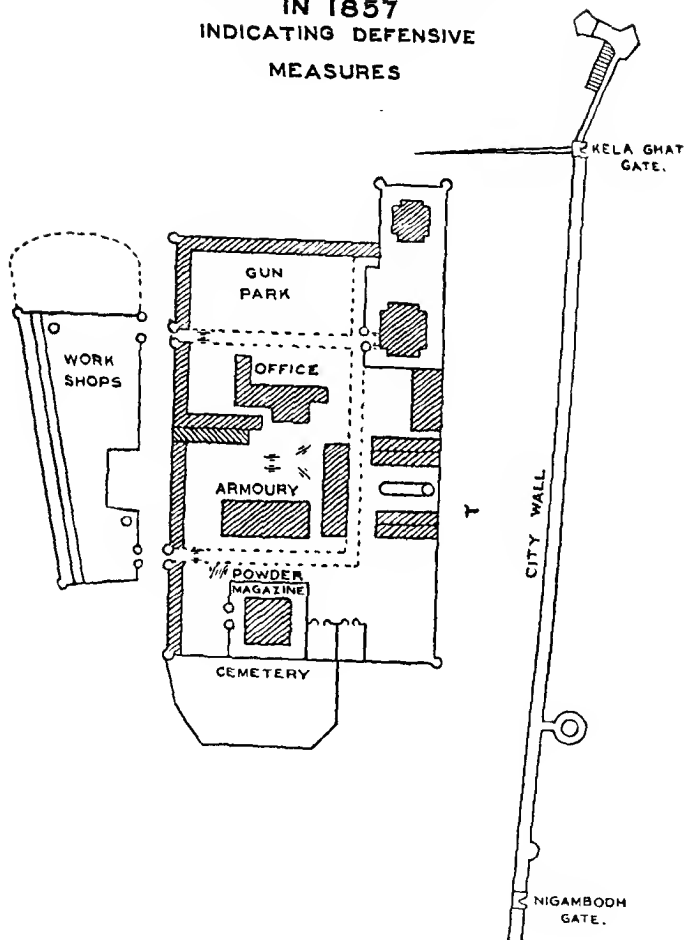 IN 1857
INDICATING DEFENSIVE
MEASURES
KELA GHAT
GATE.
GUN
PARK
WORK
SHOPS
OFFICE
ARMOURY
CITY WALL
POWDER
MAGAZINE
CEMETERY
NIGAMBODH
GATE.